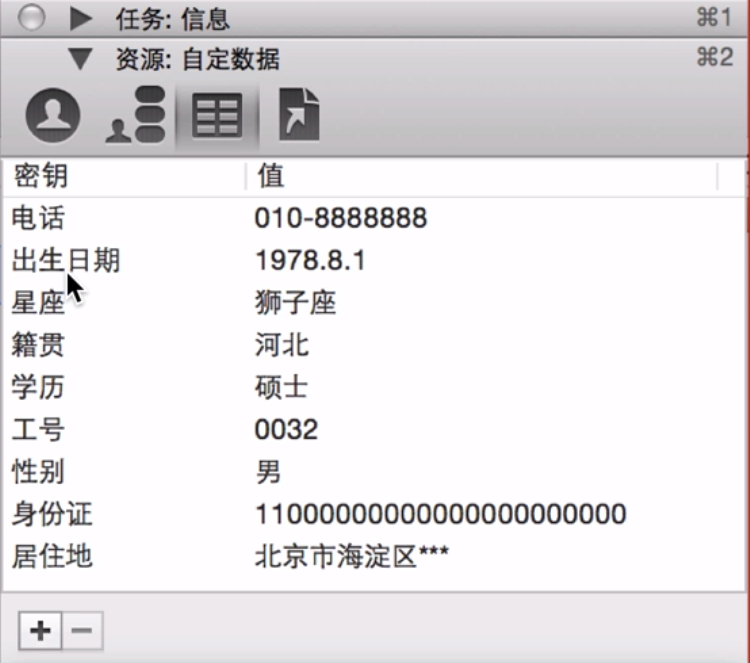 任务: 信息 ⌘1
资源: 自定数据 ⌘2
密钥 值
电话 010-8888888
出生日期 1978.8.1
星座 狮子座
籍贯 河北
学历 硕士
工号 0032
性别 男
身份证 1100000000000000000000
居住地 北京市海淀区***